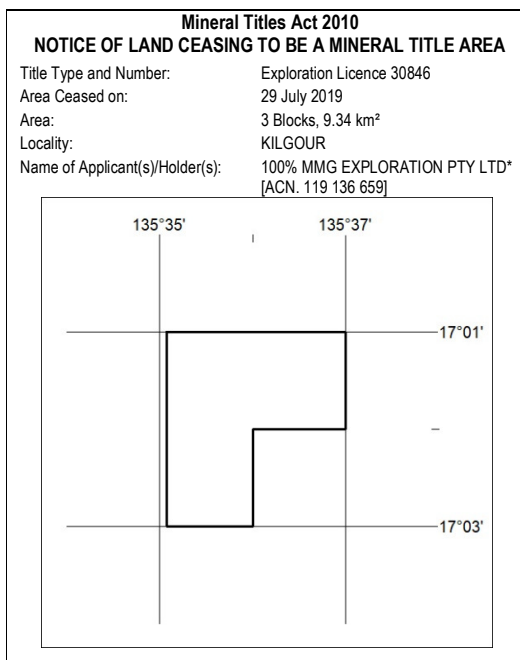 Mineral Titles Act 2010
NOTICE OF LAND CEASING TO BE A MINERAL TITLE AREA
Title Type and Number: Exploration Licence 30846
Area Ceased on: 29 July 2019
Area: 3 Blocks, 9.34 km²
Locality: KILGOUR
Name of Applicant(s)/Holder(s): 100% MMG EXPLORATION PTY LTD*
[ACN. 119 136 659]
135°35' 135°37'
17°01'
17°03'